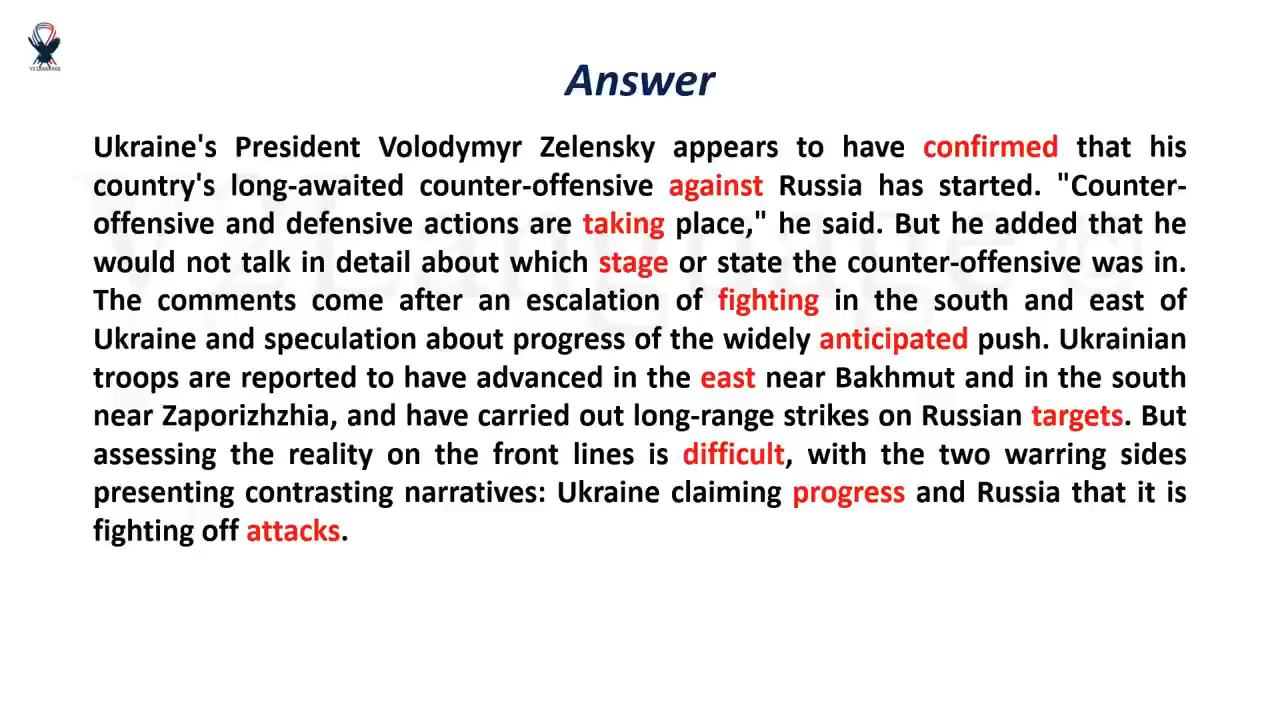 V2 LANGUAGE
Answer
Ukraine's President Volodymyr Zelensky appears to have confirmed that his
country's long-awaited counter-offensive against Russia has started. "Counter-
offensive and defensive actions are taking place," he said. But he added that he
would not talk in detail about which stage or state the counter-offensive was in.
The comments come after an escalation of fighting in the south and east of
Ukraine and speculation about progress of the widely anticipated push. Ukrainian
troops are reported to have advanced in the east near Bakhmut and in the south
near Zaporizhzhia, and have carried out long-range strikes on Russian targets. But
assessing the reality on the front lines is difficult, with the two warring sides
presenting contrasting narratives: Ukraine claiming progress and Russia that it is
fighting off attacks.